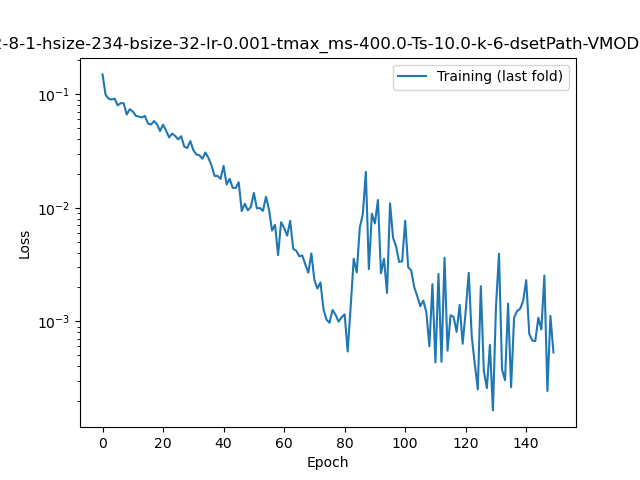 -8-1-hsize-234-bsize-32-lr-0.001-tmax_ms-400.0-Ts-10.0-k-6-dsetPath-VMOD
Training (last fold)
10⁻¹
10⁻²
10⁻³
Loss
0 20 40 60 80 100 120 140
Epoch